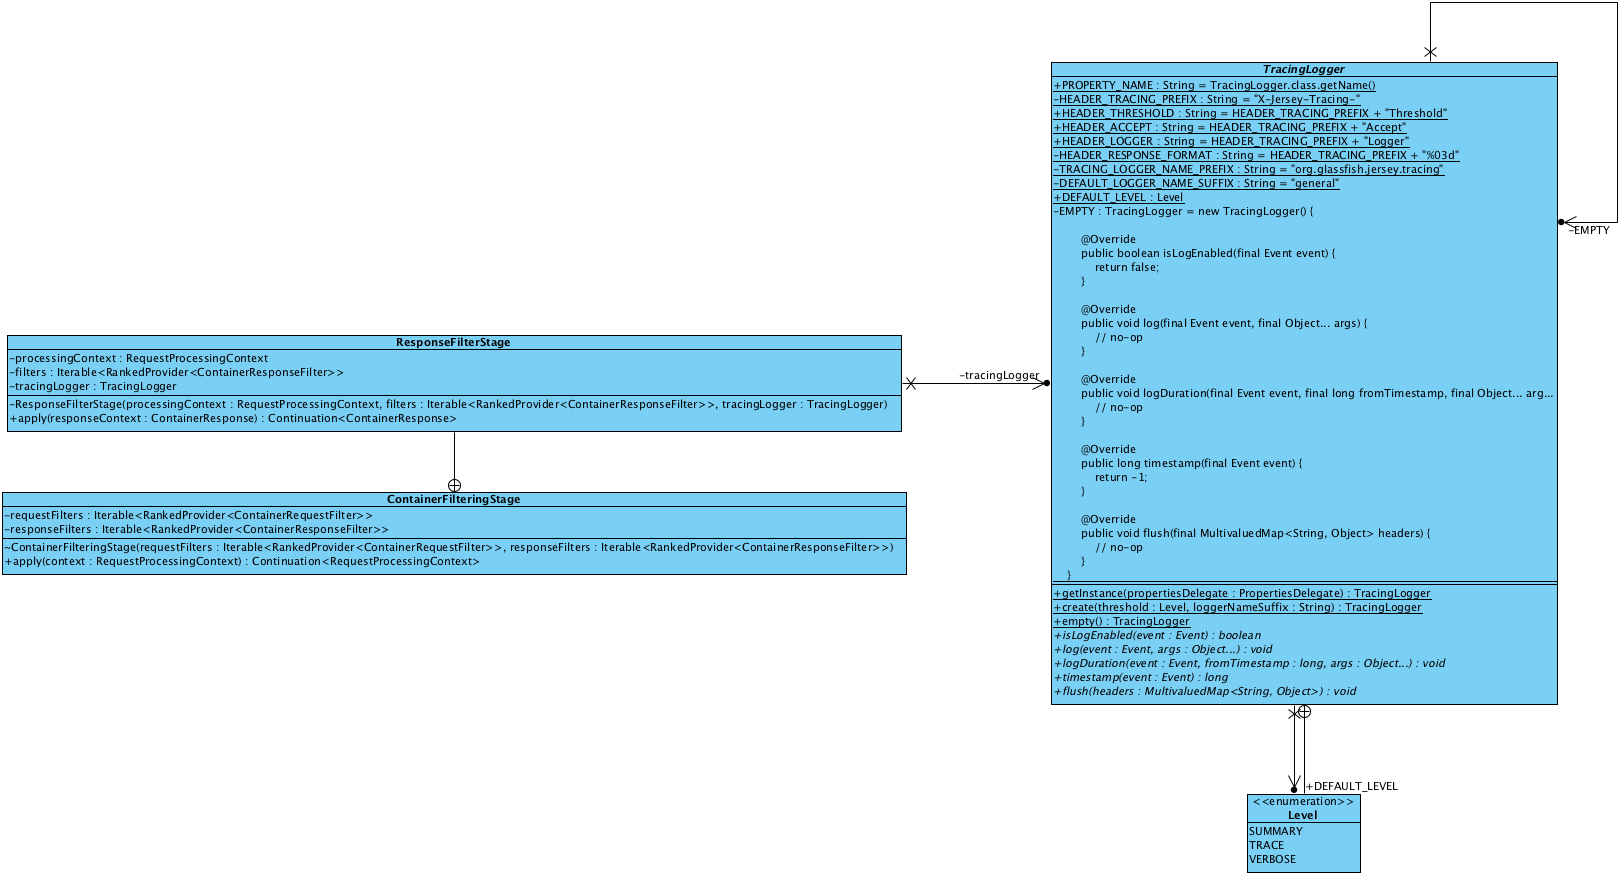 TracingLogger
+PROPERTY_NAME : String = TracingLogger.class.getName()
-HEADER_TRACING_PREFIX : String = "X-Jersey-Tracing-"
+HEADER_THRESHOLD : String = HEADER_TRACING_PREFIX + "Threshold"
+HEADER_ACCEPT : String = HEADER_TRACING_PREFIX + "Accept"
+HEADER_LOGGER : String = HEADER_TRACING_PREFIX + "Logger"
-HEADER_RESPONSE_FORMAT : String = HEADER_TRACING_PREFIX + "%03d"
-TRACING_LOGGER_NAME_PREFIX : String = "org.glassfish.jersey.tracing"
-DEFAULT_LOGGER_NAME_SUFFIX : String = "general"
+DEFAULT_LEVEL : Level
-EMPTY : TracingLogger = new TracingLogger() {
@Override
public boolean isLogEnabled(final Event event) {
return false;
}
@Override
public void log(final Event event, final Object... args) {
// no-op
}
@Override
public void logDuration(final Event event, final long fromTimestamp, final Object... arg...
// no-op
}
@Override
public long timestamp(final Event event) {
return -1;
}
@Override
public void flush(final MultivaluedMap<String, Object> headers) {
// no-op
}
}
+getInstance(propertiesDelegate : PropertiesDelegate) : TracingLogger
+create(threshold : Level, loggerNameSuffix : String) : TracingLogger
+empty() : TracingLogger
+isLogEnabled(event : Event) : boolean
+log(event : Event, args : Object...) : void
+logDuration(event : Event, fromTimestamp : long, args : Object...) : void
+timestamp(event : Event) : long
+flush(headers : MultivaluedMap<String, Object>) : void
-EMPTY
ResponseFilterStage
-processingContext : RequestProcessingContext
-filters : Iterable<RankedProvider<ContainerResponseFilter>>
-tracingLogger : TracingLogger
-ResponseFilterStage(processingContext : RequestProcessingContext, filters : Iterable<RankedProvider<ContainerResponseFilter>>, tracingLogger : TracingLogger)
+apply(responseContext : ContainerResponse) : Continuation<ContainerResponse>
-tracingLogger
ContainerFilteringStage
-requestFilters : Iterable<RankedProvider<ContainerRequestFilter>>
-responseFilters : Iterable<RankedProvider<ContainerResponseFilter>>
~ContainerFilteringStage(requestFilters : Iterable<RankedProvider<ContainerRequestFilter>>, responseFilters : Iterable<RankedProvider<ContainerResponseFilter>>)
+apply(context : RequestProcessingContext) : Continuation<RequestProcessingContext>
+DEFAULT_LEVEL
<<enumeration>>
Level
SUMMARY
TRACE
VERBOSE